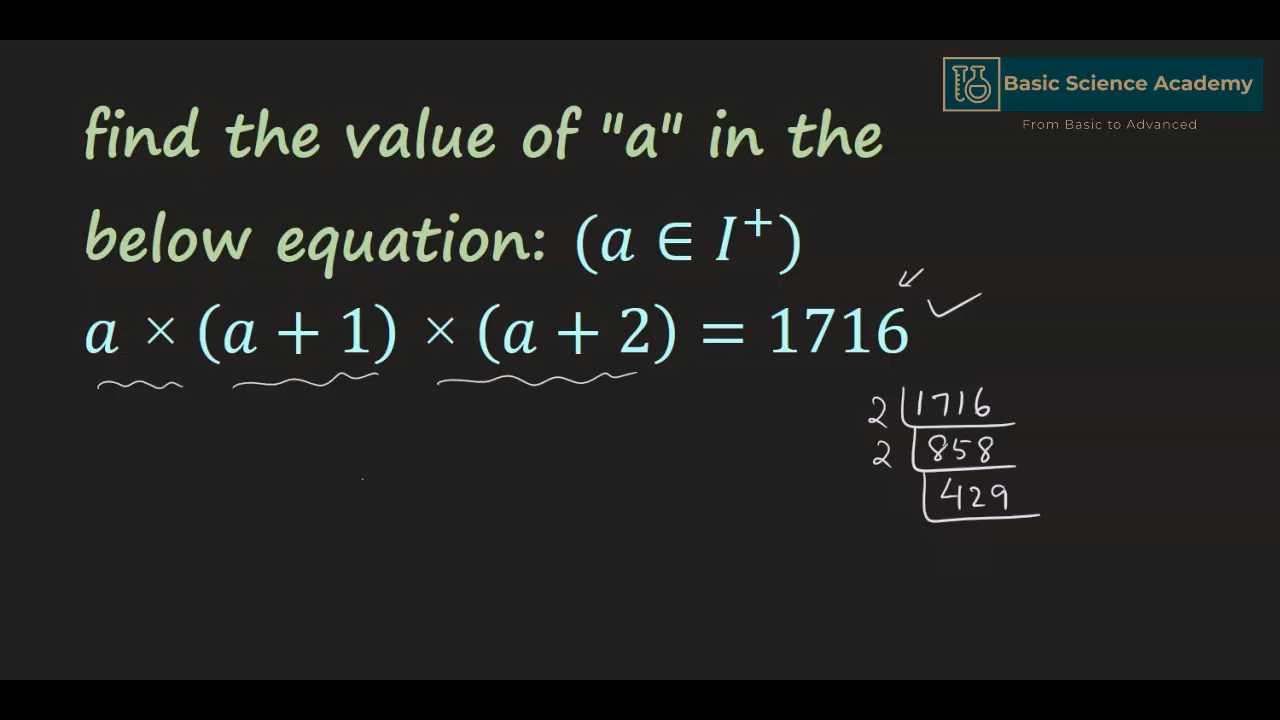 Basic Science Academy
From Basic to Advanced
find the value of "a" in the
below equation: (a ∈ I⁺)
a × (a + 1) × (a + 2) = 1716
2 | 1716
2 | 858
429